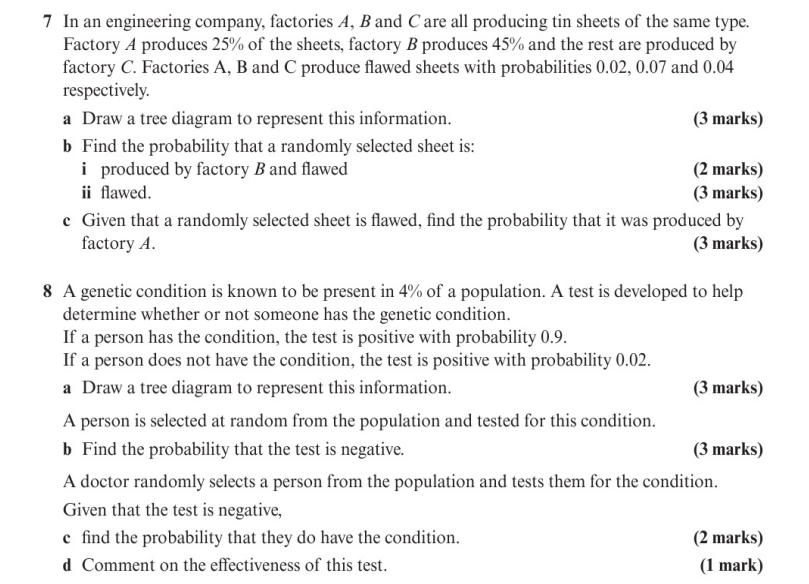 7 In an engineering company, factories A, B and C are all producing tin sheets of the same type.
Factory A produces 25% of the sheets, factory B produces 45% and the rest are produced by
factory C. Factories A, B and C produce flawed sheets with probabilities 0.02, 0.07 and 0.04
respectively.
a Draw a tree diagram to represent this information. (3 marks)
b Find the probability that a randomly selected sheet is:
i produced by factory B and flawed (2 marks)
ii flawed. (3 marks)
c Given that a randomly selected sheet is flawed, find the probability that it was produced by
factory A. (3 marks)
8 A genetic condition is known to be present in 4% of a population. A test is developed to help
determine whether or not someone has the genetic condition.
If a person has the condition, the test is positive with probability 0.9.
If a person does not have the condition, the test is positive with probability 0.02.
a Draw a tree diagram to represent this information. (3 marks)
A person is selected at random from the population and tested for this condition.
b Find the probability that the test is negative. (3 marks)
A doctor randomly selects a person from the population and tests them for the condition.
Given that the test is negative,
c find the probability that they do have the condition. (2 marks)
d Comment on the effectiveness of this test. (1 mark)